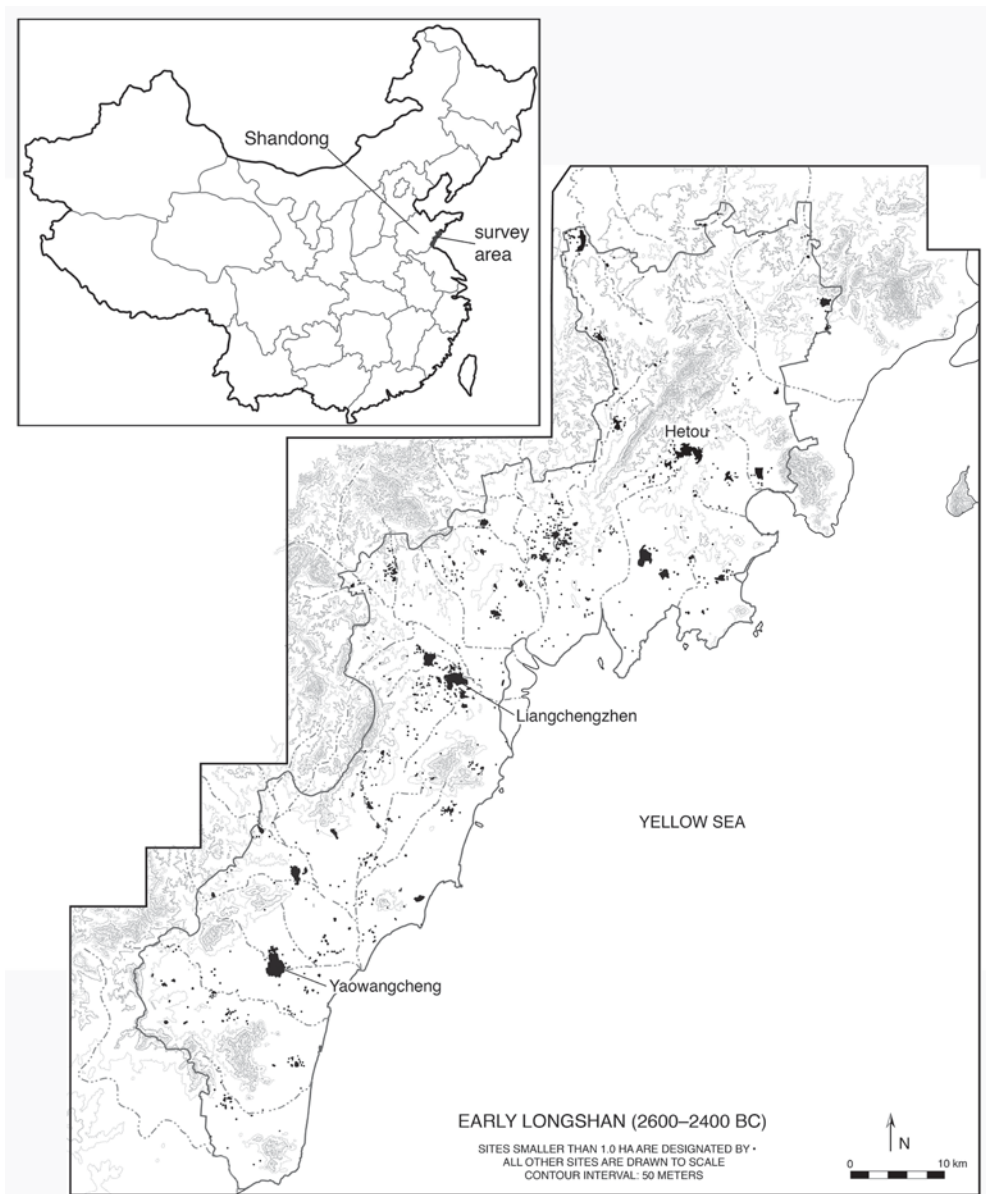 Shandong
survey
area
Hetou
Liangchengzhen
YELLOW SEA
Yaowangcheng
EARLY LONGSHAN (2600–2400 BC)
SITES SMALLER THAN 1.0 HA ARE DESIGNATED BY •
ALL OTHER SITES ARE DRAWN TO SCALE
CONTOUR INTERVAL: 50 METERS
N
0 10 km